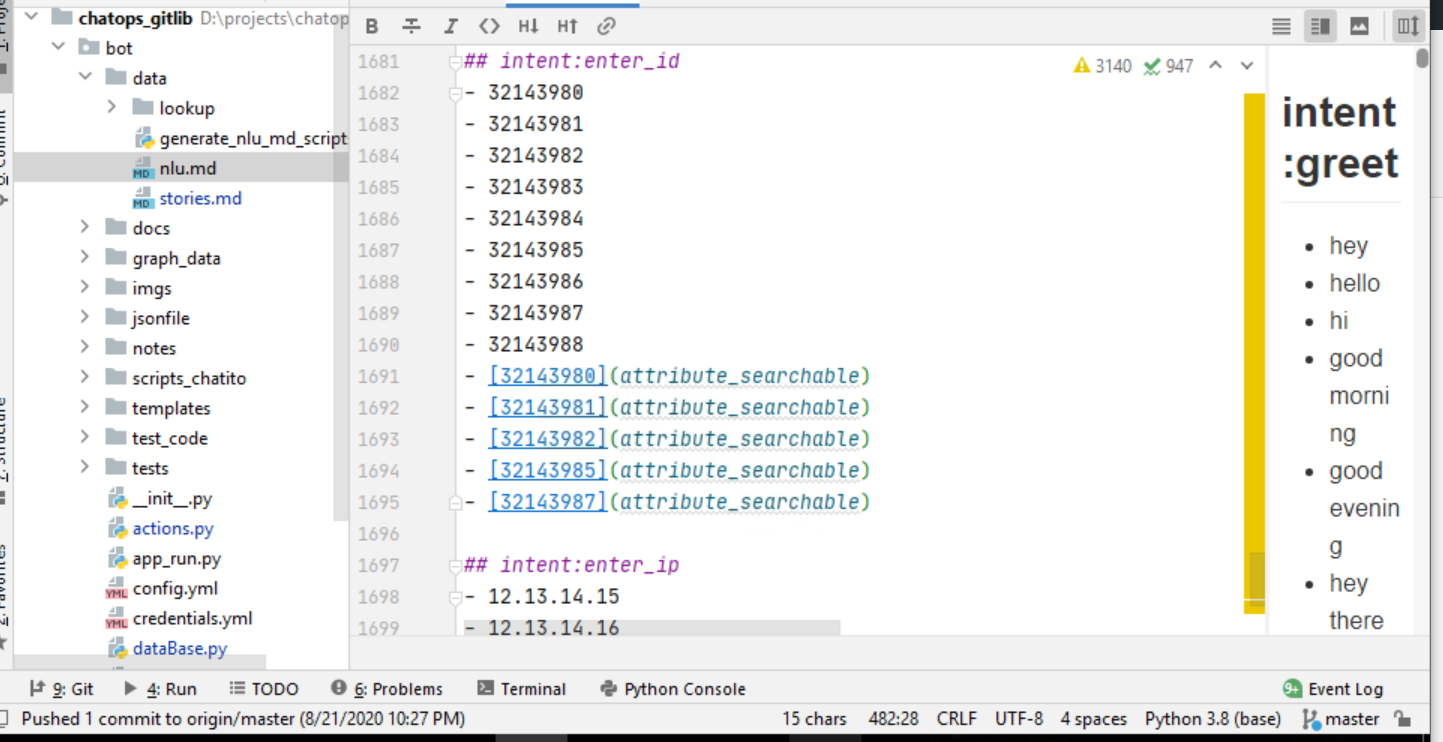 1: Proje
chatops_gitlib D:\projects\chatop
bot
data
lookup
generate_nlu_md_script
nlu.md
stories.md
docs
graph_data
imgs
jsonfile
notes
scripts_chatito
templates
test_code
tests
__init__.py
actions.py
app_run.py
config.yml
credentials.yml
dataBase.py
0: Commit
7: Structure
2: Favorites
B I <> H↓ H↑
3140 947
1681 ## intent:enter_id
1682 - 32143980
1683 - 32143981
1684 - 32143982
1685 - 32143983
1686 - 32143984
1687 - 32143985
1688 - 32143986
1689 - 32143987
1690 - 32143988
1691 - [32143980](attribute_searchable)
1692 - [32143981](attribute_searchable)
1693 - [32143982](attribute_searchable)
1694 - [32143985](attribute_searchable)
1695 - [32143987](attribute_searchable)
1696
1697 ## intent:enter_ip
1698 - 12.13.14.15
1699 - 12.13.14.16
intent
:greet
• hey
• hello
• hi
• good
morni
ng
• good
evenin
g
• hey
there
9: Git 4: Run TODO 6: Problems Terminal Python Console 9+ Event Log
Pushed 1 commit to origin/master (8/21/2020 10:27 PM) 15 chars 482:28 CRLF UTF-8 4 spaces Python 3.8 (base) master